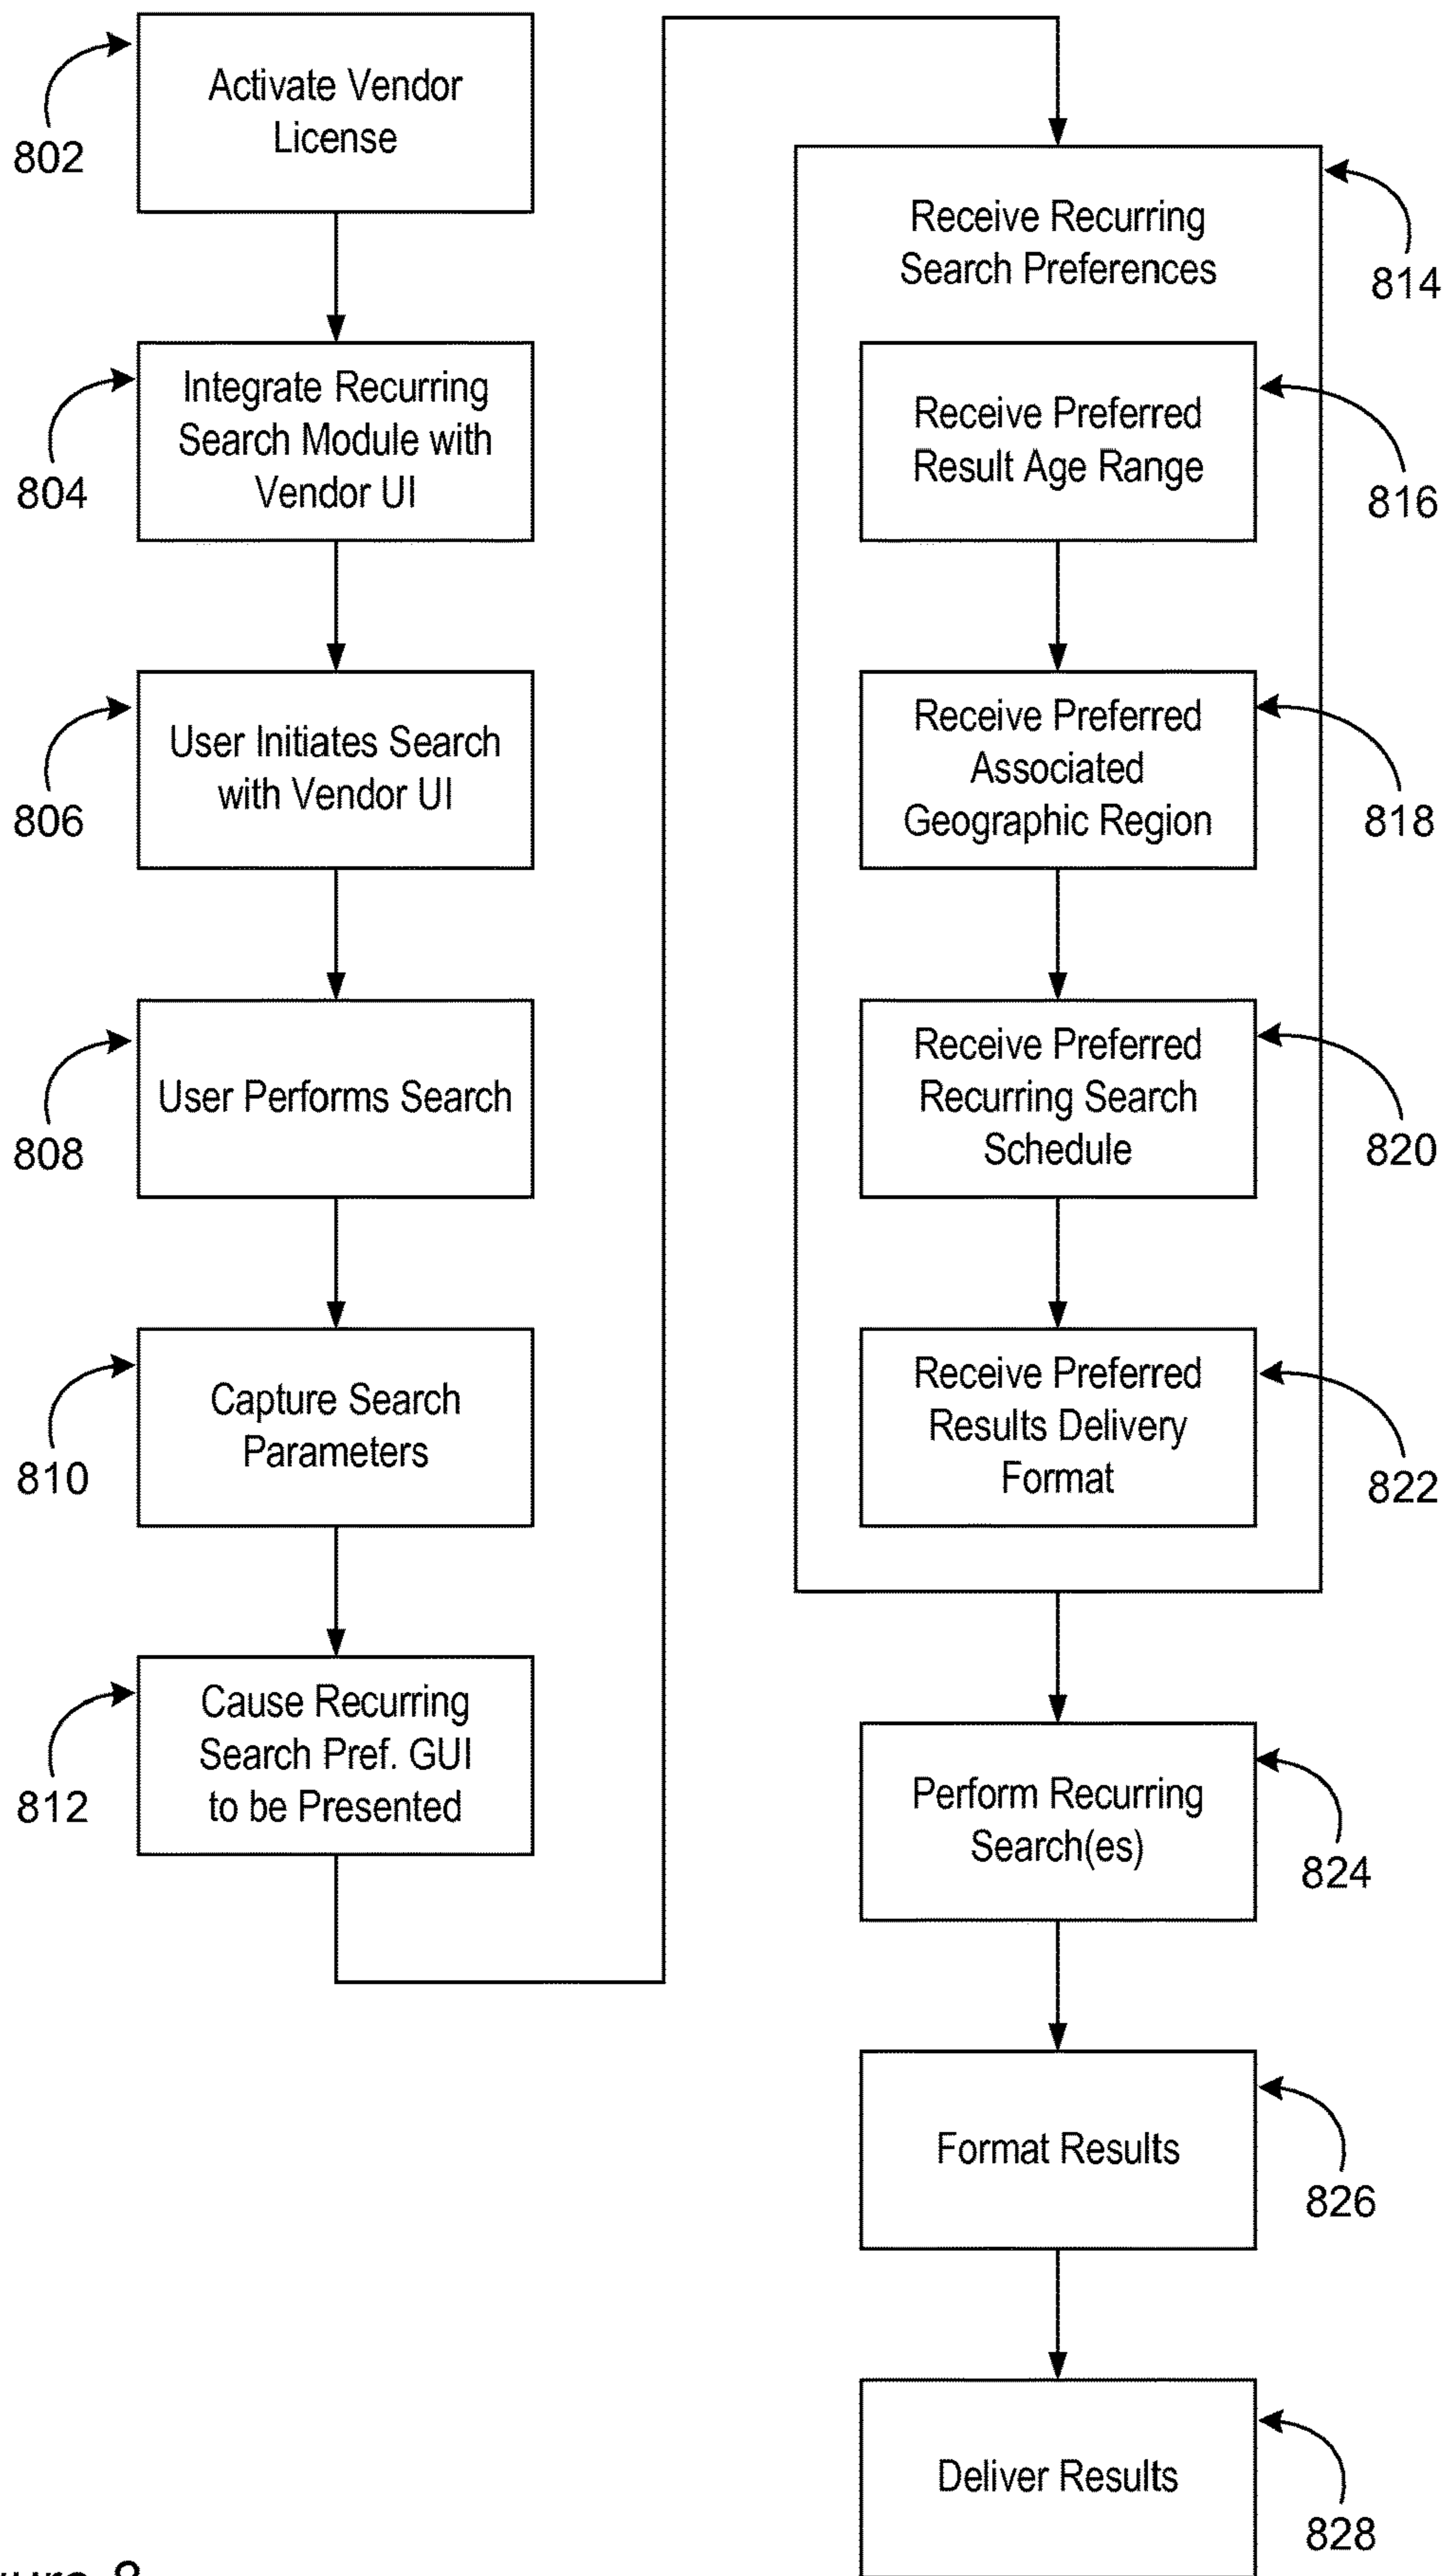 Activate Vendor
License
802
Integrate Recurring
Search Module with
Vendor UI
804
User Initiates Search
with Vendor UI
806
User Performs Search
808
Capture Search
Parameters
810
Cause Recurring
Search Pref. GUI
to be Presented
812
Receive Recurring
Search Preferences
814
Receive Preferred
Result Age Range
816
Receive Preferred
Associated
Geographic Region
818
Receive Preferred
Recurring Search
Schedule
820
Receive Preferred
Results Delivery
Format
822
Perform Recurring
Search(es)
824
Format Results
826
Deliver Results
828